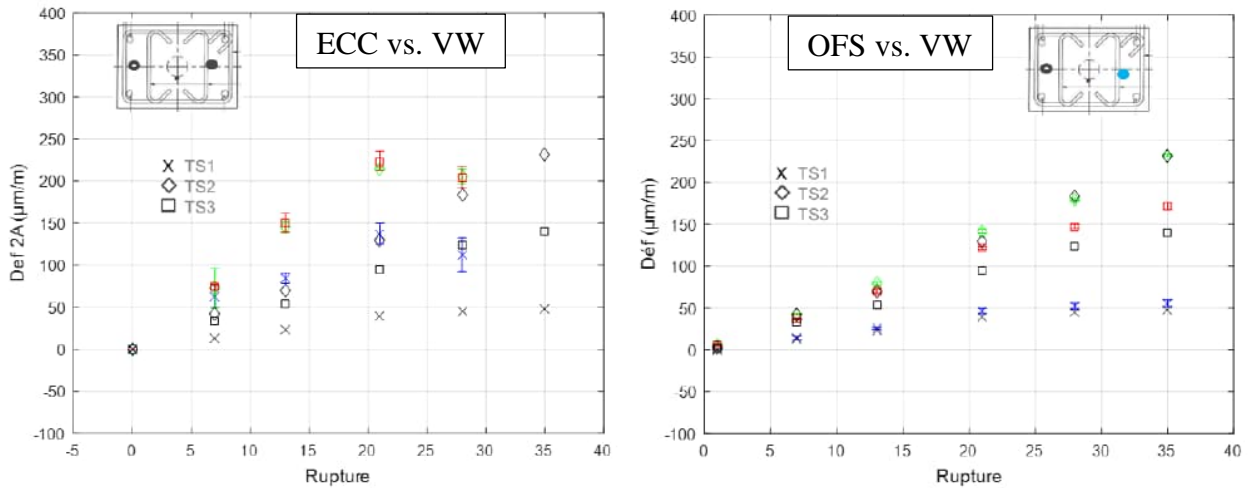 ECC vs. VW
400
350
300
250
200
150
100
50
0
-50
-100
Def 2A (µm/m)
TS1
TS2
TS3
-5 0 5 10 15 20 25 30 35 40
Rupture
OFS vs. VW
400
350
300
250
200
150
100
50
0
-50
-100
Def (µm/m)
TS1
TS2
TS3
0 5 10 15 20 25 30 35 40
Rupture